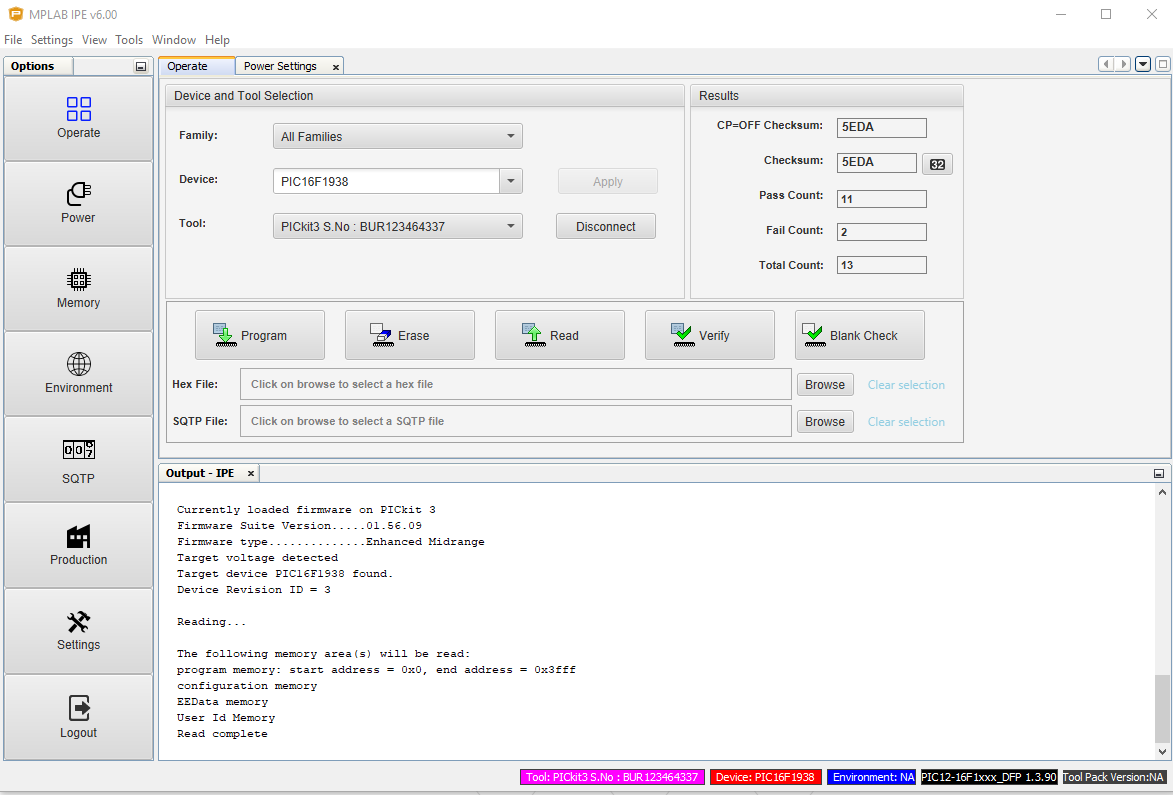 MPLAB IPE v6.00
File Settings View Tools Window Help
Options
Operate
Power
Memory
Environment
SQTP
Production
Settings
Logout
Operate
Power Settings
Device and Tool Selection
Family: All Families
Device: PIC16F1938 Apply
Tool: PICkit3 S.No : BUR123464337 Disconnect
Results
CP=OFF Checksum: 5EDA
Checksum: 5EDA 32
Pass Count: 11
Fail Count: 2
Total Count: 13
Program Erase Read Verify Blank Check
Hex File: Click on browse to select a hex file Browse Clear selection
SQTP File: Click on browse to select a SQTP file Browse Clear selection
Output - IPE
Currently loaded firmware on PICkit 3
Firmware Suite Version.....01.56.09
Firmware type..............Enhanced Midrange
Target voltage detected
Target device PIC16F1938 found.
Device Revision ID = 3
Reading...
The following memory area(s) will be read:
program memory: start address = 0x0, end address = 0x3fff
configuration memory
EEData memory
User Id Memory
Read complete
Tool: PICkit3 S.No : BUR123464337 Device: PIC16F1938 Environment: NA PIC12-16F1xxx_DFP 1.3.90 Tool Pack Version:NA